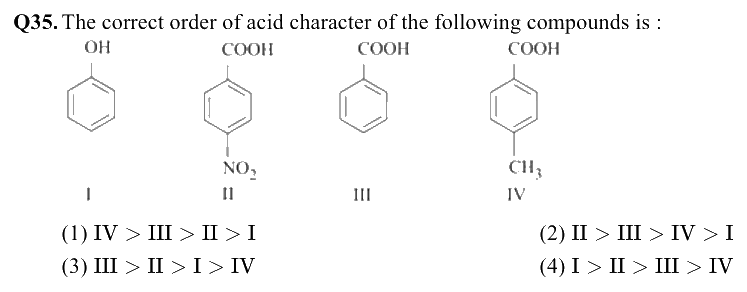 Q35. The correct order of acid character of the following compounds is :
OH COOH COOH COOH
NO₂ CH₃
I II III IV
(1) IV > III > II > I (2) II > III > IV > I
(3) III > II > I > IV (4) I > II > III > IV